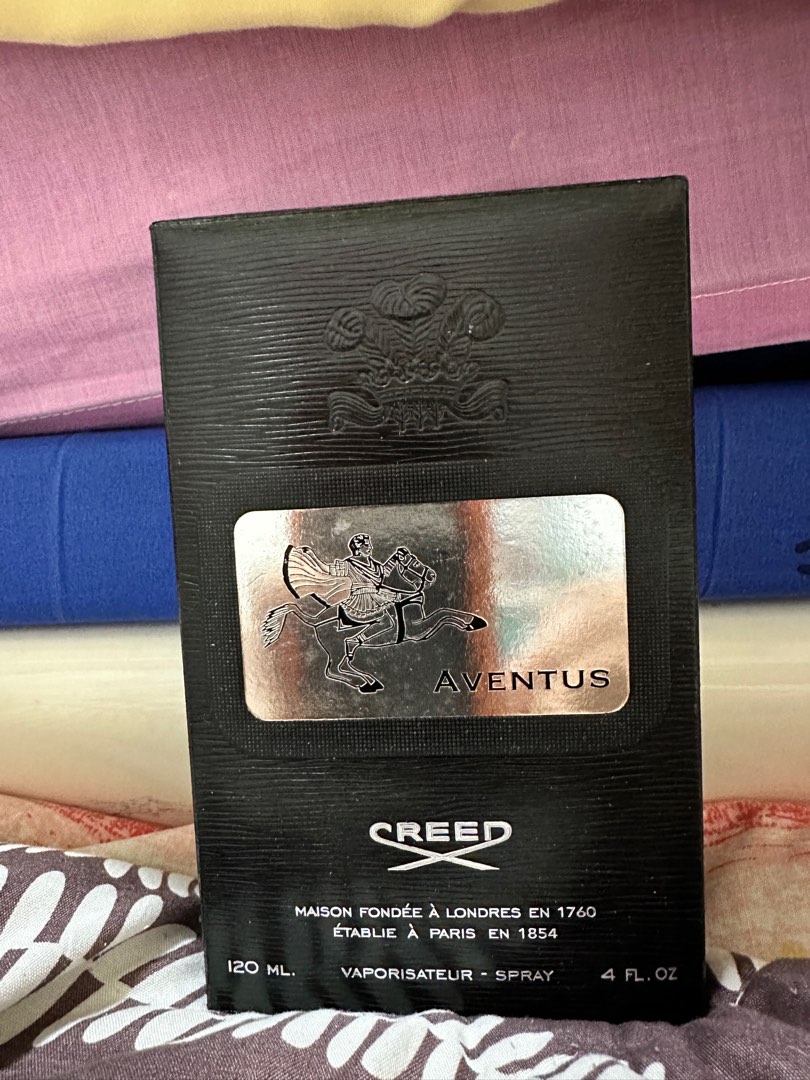 AVENTUS
CREED
MAISON FONDÉE À LONDRES EN 1760
ÉTABLIE À PARIS EN 1854
120 ML. VAPORISATEUR - SPRAY 4 FL. OZ